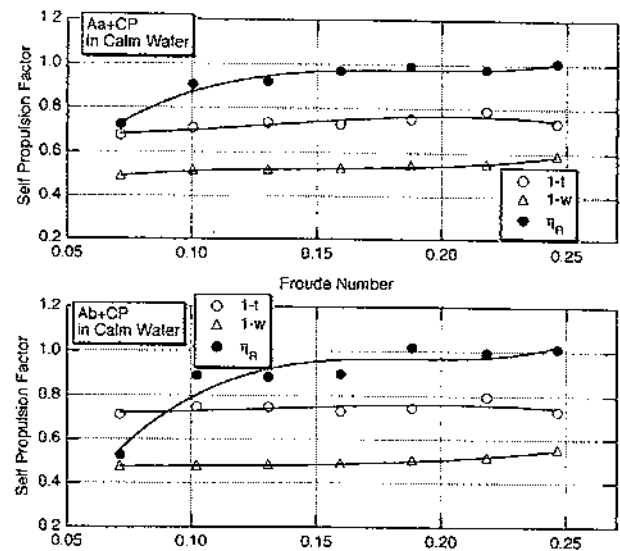 Aa+CP
in Calm Water
Self Propulsion Factor
1.2
1.0
0.8
0.6
0.4
0.2
1-t
1-w
ηR
0.05
0.10
0.15
0.20
0.25
Froude Number
Ab+CP
in Calm Water
Self Propulsion Factor
1.2
1.0
0.8
0.6
0.4
0.2
1-t
1-w
ηR
0.05
0.10
0.15
0.20
0.25